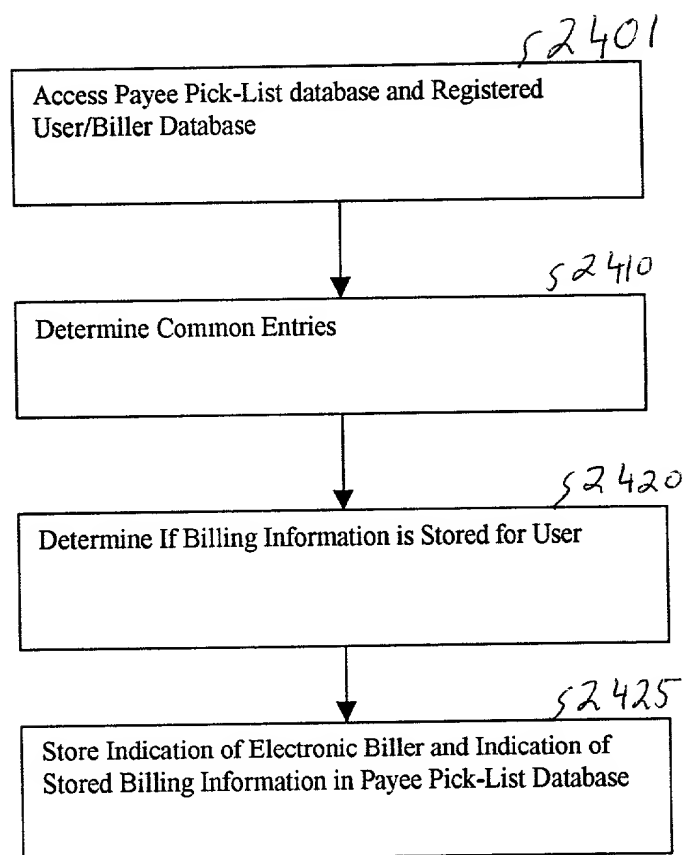 s2401
Access Payee Pick-List database and Registered
User/Biller Database
s2410
Determine Common Entries
s2420
Determine If Billing Information is Stored for User
s2425
Store Indication of Electronic Biller and Indication of
Stored Billing Information in Payee Pick-List Database